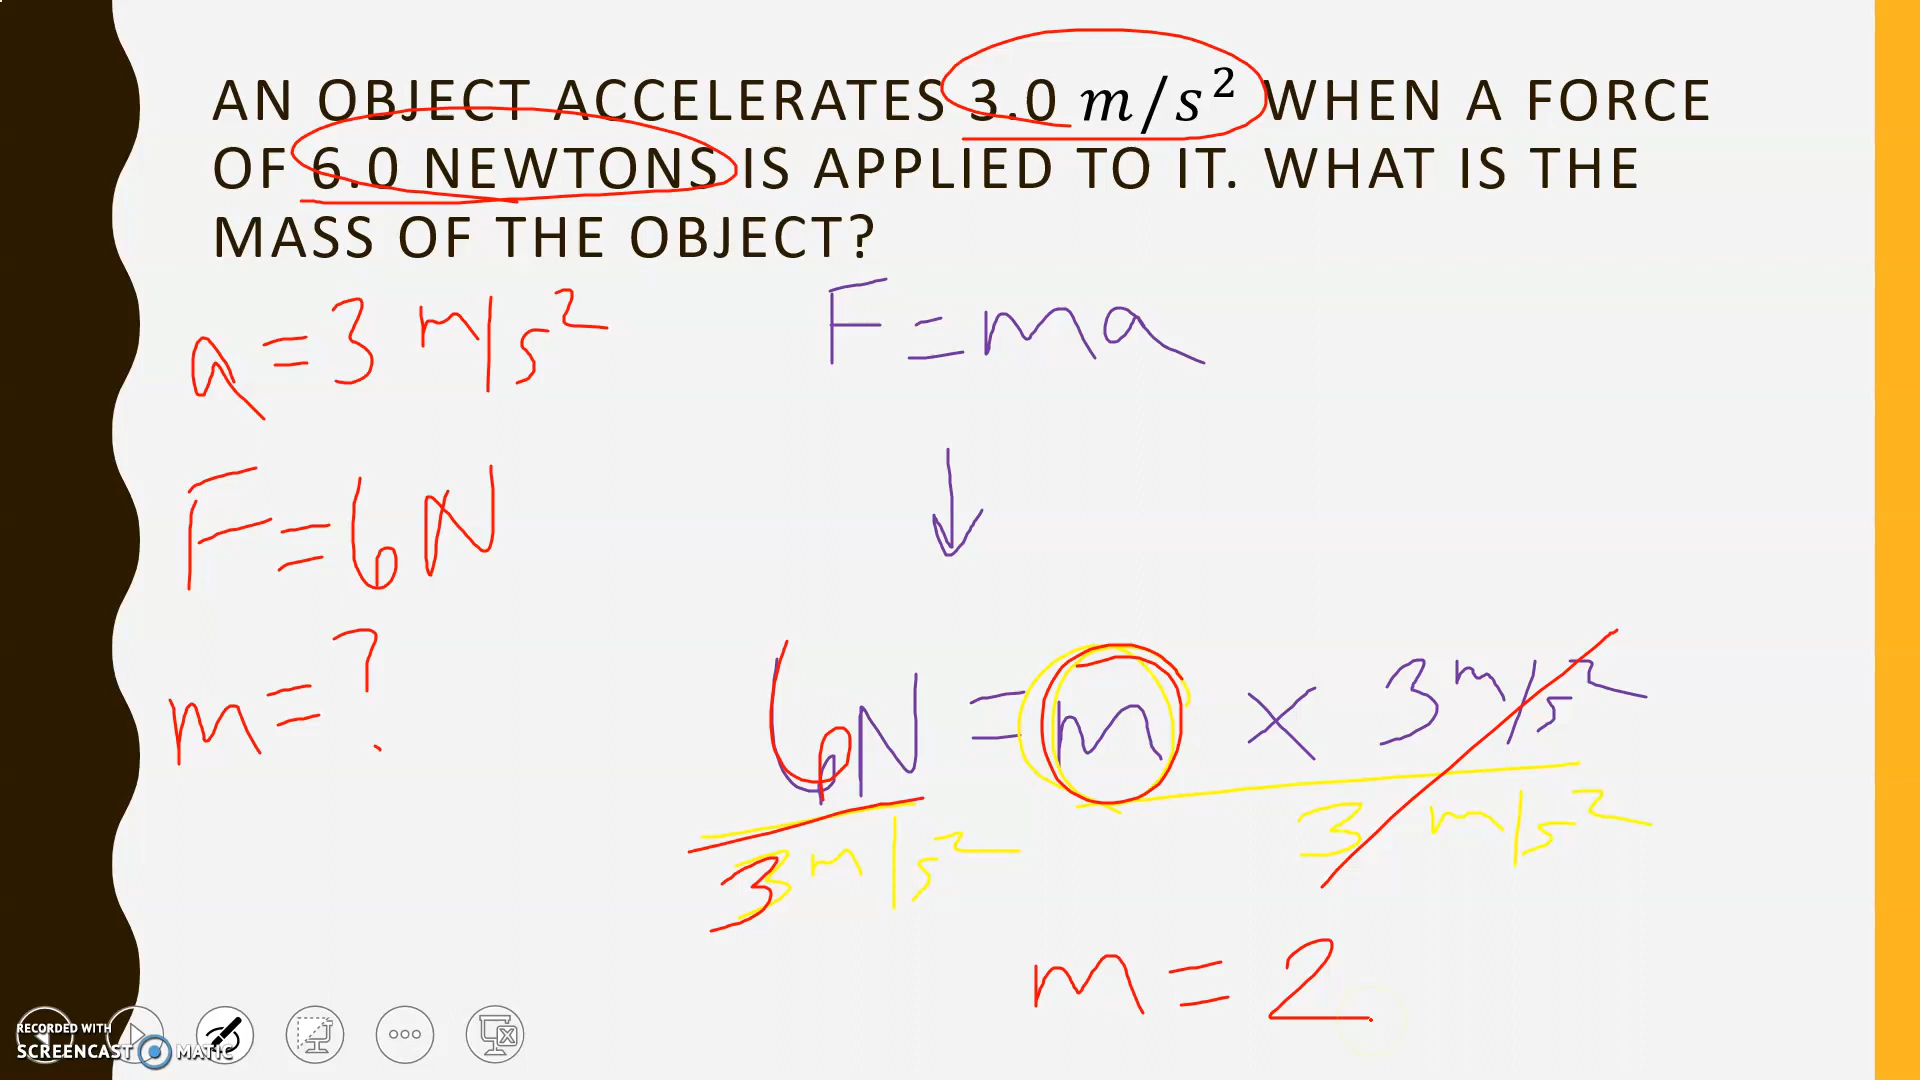 AN OBJECT ACCELERATES 3.0 m/s² WHEN A FORCE
OF 6.0 NEWTONS IS APPLIED TO IT. WHAT IS THE
MASS OF THE OBJECT?
a = 3 m/s²
F = ma
F = 6N
m = ?
6N = m × 3 m/s²
3 m/s² 3 m/s²
m = 2
RECORDED WITH
SCREENCAST MATIC